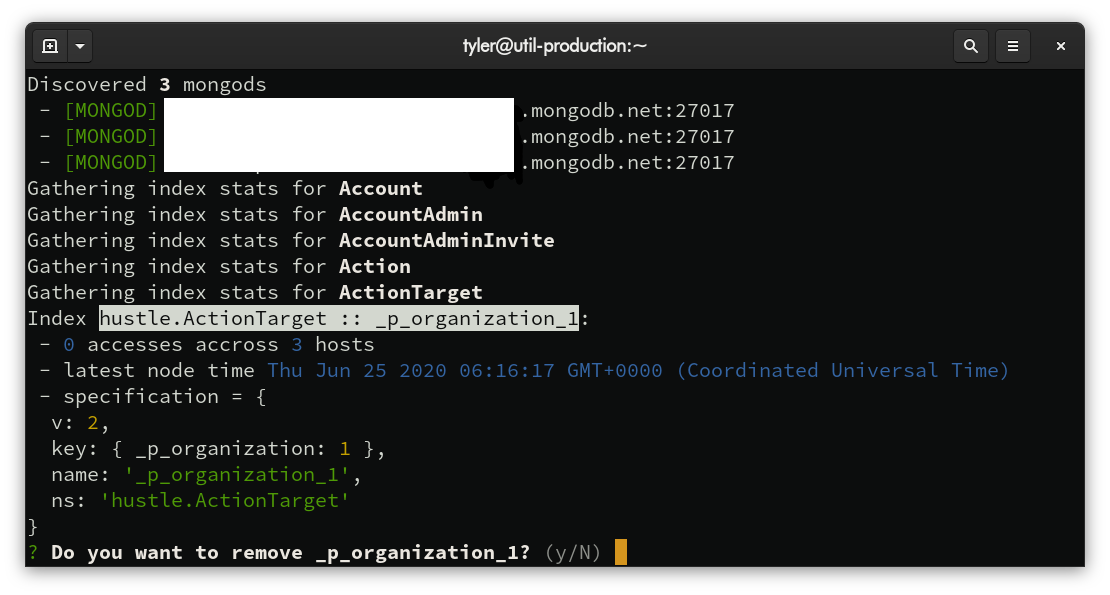 tyler@util-production:~
Discovered 3 mongods
- [MONGOD] .mongodb.net:27017
- [MONGOD] .mongodb.net:27017
- [MONGOD] .mongodb.net:27017
Gathering index stats for Account
Gathering index stats for AccountAdmin
Gathering index stats for AccountAdminInvite
Gathering index stats for Action
Gathering index stats for ActionTarget
Index hustle.ActionTarget :: _p_organization_1:
- 0 accesses accross 3 hosts
- latest node time Thu Jun 25 2020 06:16:17 GMT+0000 (Coordinated Universal Time)
- specification = {
v: 2,
key: { _p_organization: 1 },
name: '_p_organization_1',
ns: 'hustle.ActionTarget'
}
? Do you want to remove _p_organization_1? (y/N)